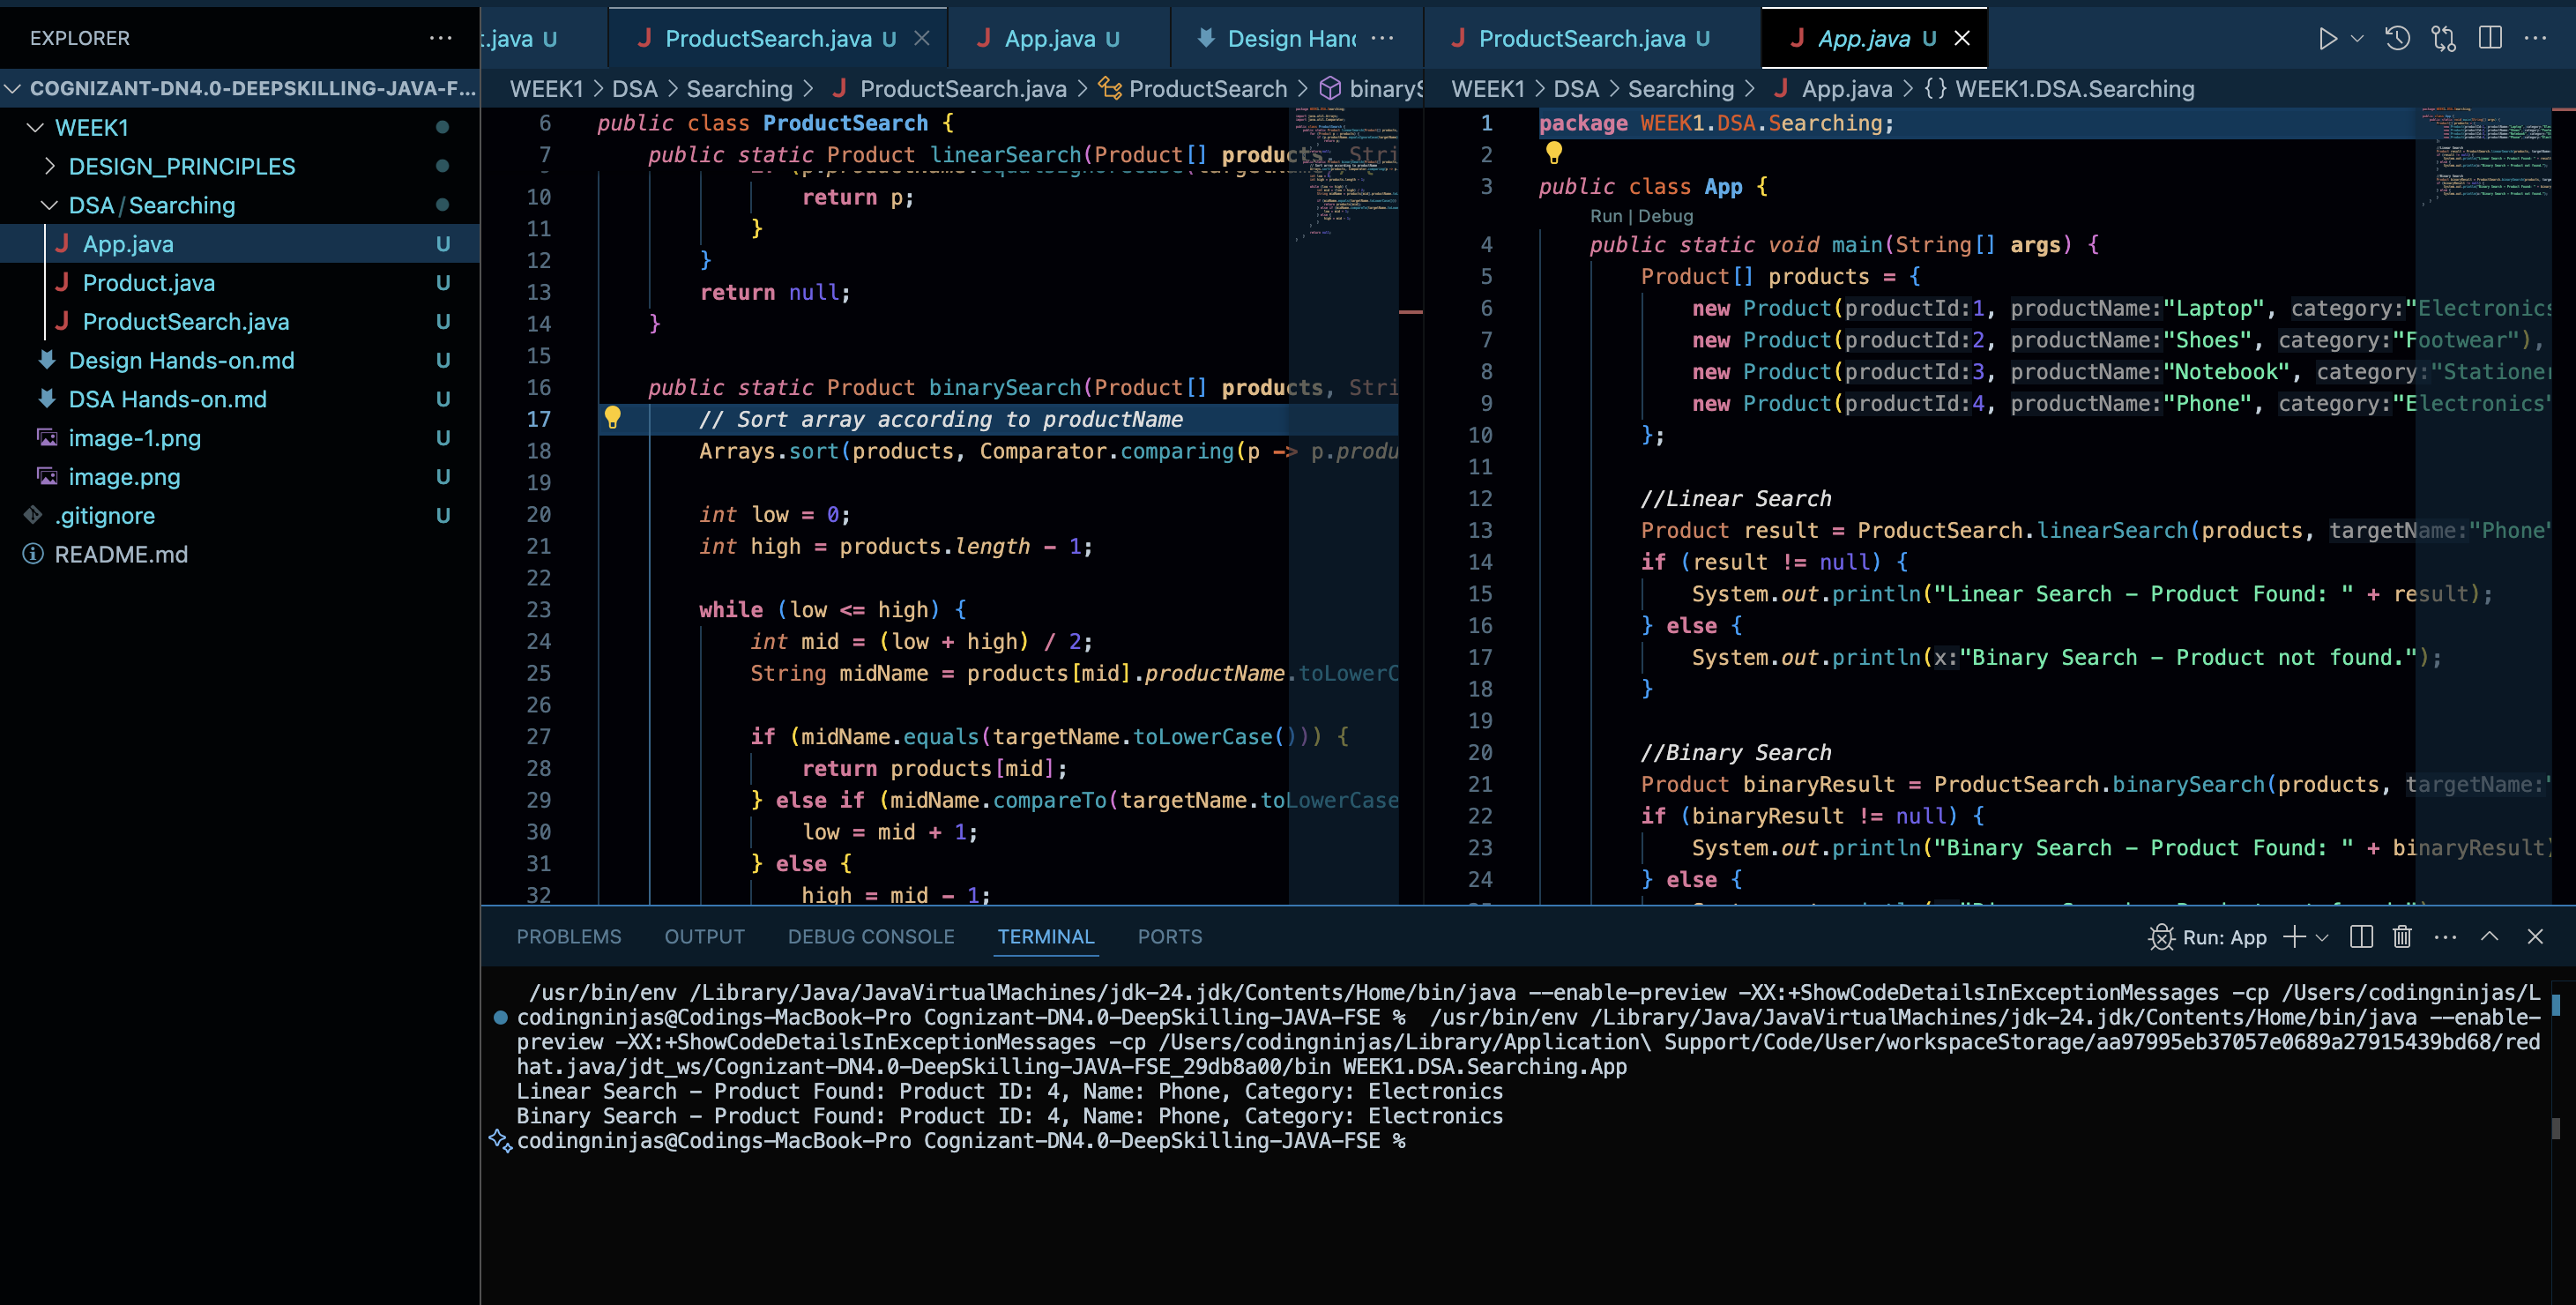 EXPLORER
COGNIZANT-DN4.0-DEEPSKILLING-JAVA-F...
WEEK1
DESIGN_PRINCIPLES
DSA/Searching
App.java U
Product.java U
ProductSearch.java U
Design Hands-on.md U
DSA Hands-on.md U
image-1.png U
image.png U
.gitignore U
README.md
t.java U
ProductSearch.java U
App.java U
Design Hand
WEEK1 > DSA > Searching > ProductSearch.java > ProductSearch > binaryS
6 public class ProductSearch {
7 public static Product linearSearch(Product[] products, Stri
10 return p;
11 }
12 }
13 return null;
14 }
15
16 public static Product binarySearch(Product[] products, Stri
17 // Sort array according to productName
18 Arrays.sort(products, Comparator.comparing(p -> p.produ
19
20 int low = 0;
21 int high = products.length - 1;
22
23 while (low <= high) {
24 int mid = (low + high) / 2;
25 String midName = products[mid].productName.toLowerC
26
27 if (midName.equals(targetName.toLowerCase())) {
28 return products[mid];
29 } else if (midName.compareTo(targetName.toLowerCase
30 low = mid + 1;
31 } else {
32 high = mid - 1;
ProductSearch.java U
App.java U
WEEK1 > DSA > Searching > App.java > {} WEEK1.DSA.Searching
1 package WEEK1.DSA.Searching;
2
3 public class App {
Run | Debug
4 public static void main(String[] args) {
5 Product[] products = {
6 new Product(productId:1, productName:"Laptop", category:"Electronics
7 new Product(productId:2, productName:"Shoes", category:"Footwear"),
8 new Product(productId:3, productName:"Notebook", category:"Stationer
9 new Product(productId:4, productName:"Phone", category:"Electronics"
10 };
11
12 //Linear Search
13 Product result = ProductSearch.linearSearch(products, targetName:"Phone"
14 if (result != null) {
15 System.out.println("Linear Search - Product Found: " + result);
16 } else {
17 System.out.println(x:"Binary Search - Product not found.");
18 }
19
20 //Binary Search
21 Product binaryResult = ProductSearch.binarySearch(products, targetName:"
22 if (binaryResult != null) {
23 System.out.println("Binary Search - Product Found: " + binaryResult)
24 } else {
PROBLEMS OUTPUT DEBUG CONSOLE TERMINAL PORTS
Run: App
/usr/bin/env /Library/Java/JavaVirtualMachines/jdk-24.jdk/Contents/Home/bin/java --enable-preview -XX:+ShowCodeDetailsInExceptionMessages -cp /Users/codingninjas/L
codingninjas@Codings-MacBook-Pro Cognizant-DN4.0-DeepSkilling-JAVA-FSE % /usr/bin/env /Library/Java/JavaVirtualMachines/jdk-24.jdk/Contents/Home/bin/java --enable-
preview -XX:+ShowCodeDetailsInExceptionMessages -cp /Users/codingninjas/Library/Application\ Support/Code/User/workspaceStorage/aa97995eb37057e0689a27915439bd68/red
hat.java/jdt_ws/Cognizant-DN4.0-DeepSkilling-JAVA-FSE_29db8a00/bin WEEK1.DSA.Searching.App
Linear Search - Product Found: Product ID: 4, Name: Phone, Category: Electronics
Binary Search - Product Found: Product ID: 4, Name: Phone, Category: Electronics
codingninjas@Codings-MacBook-Pro Cognizant-DN4.0-DeepSkilling-JAVA-FSE %